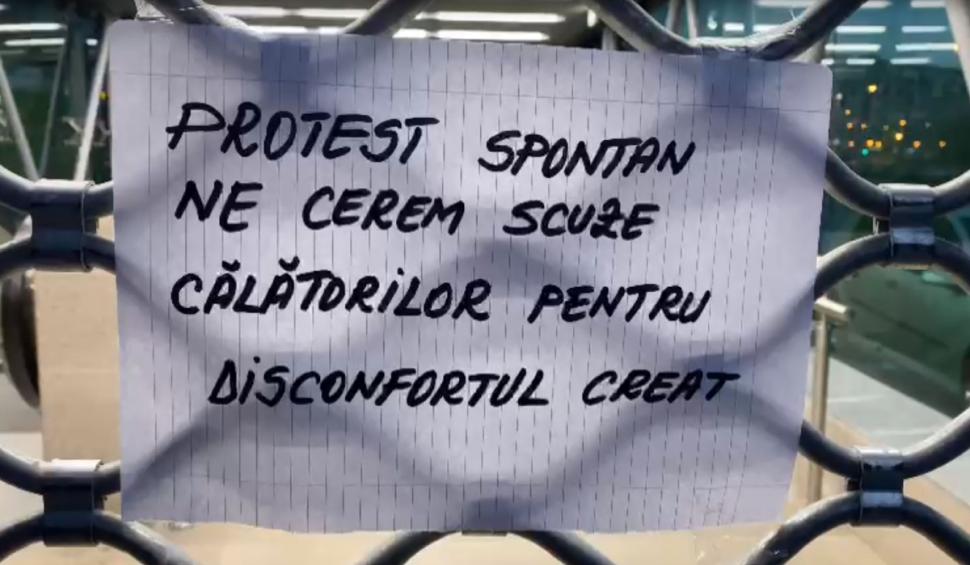 PROTEST SPONTAN
NE CEREM SCUZE
CĂLĂTORILOR PENTRU
DISCONFORTUL CREAT